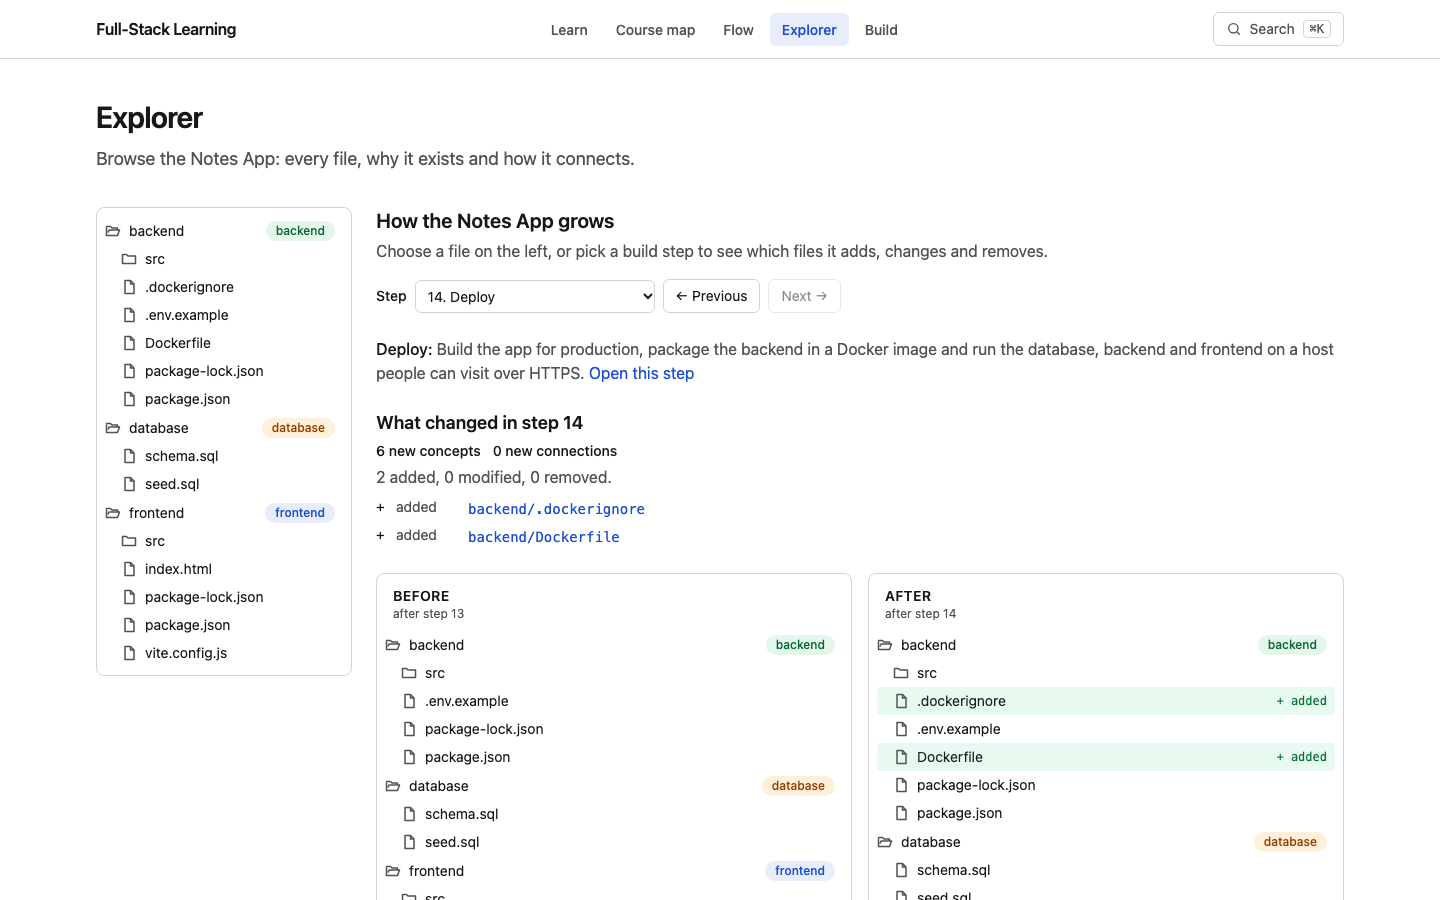 Full-Stack Learning
Learn
Course map
Flow
Explorer
Build
Search ⌘K
Explorer
Browse the Notes App: every file, why it exists and how it connects.
backend backend
src
.dockerignore
.env.example
Dockerfile
package-lock.json
package.json
database database
schema.sql
seed.sql
frontend frontend
src
index.html
package-lock.json
package.json
vite.config.js
How the Notes App grows
Choose a file on the left, or pick a build step to see which files it adds, changes and removes.
Step 14. Deploy ← Previous Next →
Deploy: Build the app for production, package the backend in a Docker image and run the database, backend and frontend on a host
people can visit over HTTPS. Open this step
What changed in step 14
6 new concepts 0 new connections
2 added, 0 modified, 0 removed.
+ added backend/.dockerignore
+ added backend/Dockerfile
BEFORE
after step 13
backend backend
src
.env.example
package-lock.json
package.json
database database
schema.sql
seed.sql
frontend frontend
src
AFTER
after step 14
backend backend
src
.dockerignore + added
.env.example
Dockerfile + added
package-lock.json
package.json
database database
schema.sql
seed.sql